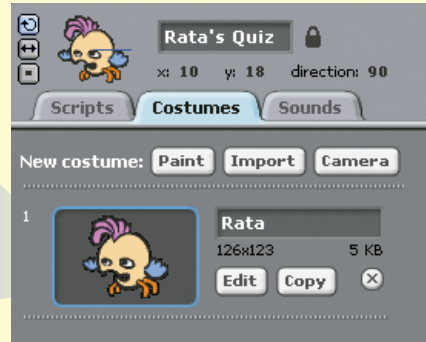 Rata's Quiz
x: 10 y: 18 direction: 90
Scripts Costumes Sounds
New costume: Paint Import Camera
1
Rata
126x123 5 KB
Edit Copy